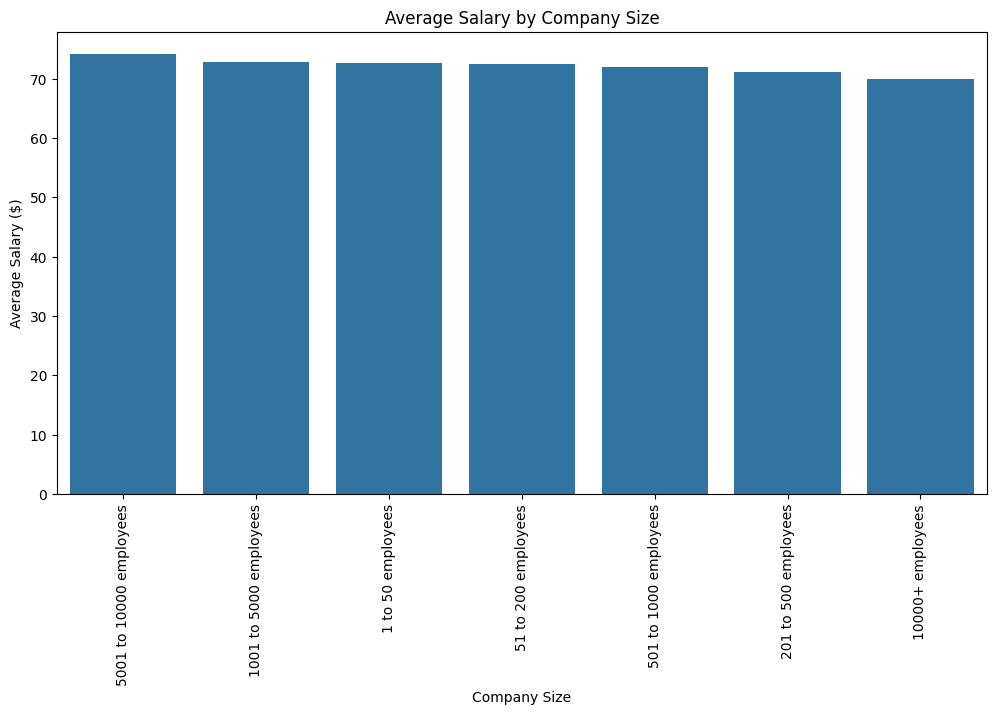 Average Salary by Company Size
Average Salary ($)
70
60
50
40
30
20
10
0
5001 to 10000 employees
1001 to 5000 employees
1 to 50 employees
51 to 200 employees
501 to 1000 employees
201 to 500 employees
10000+ employees
Company Size